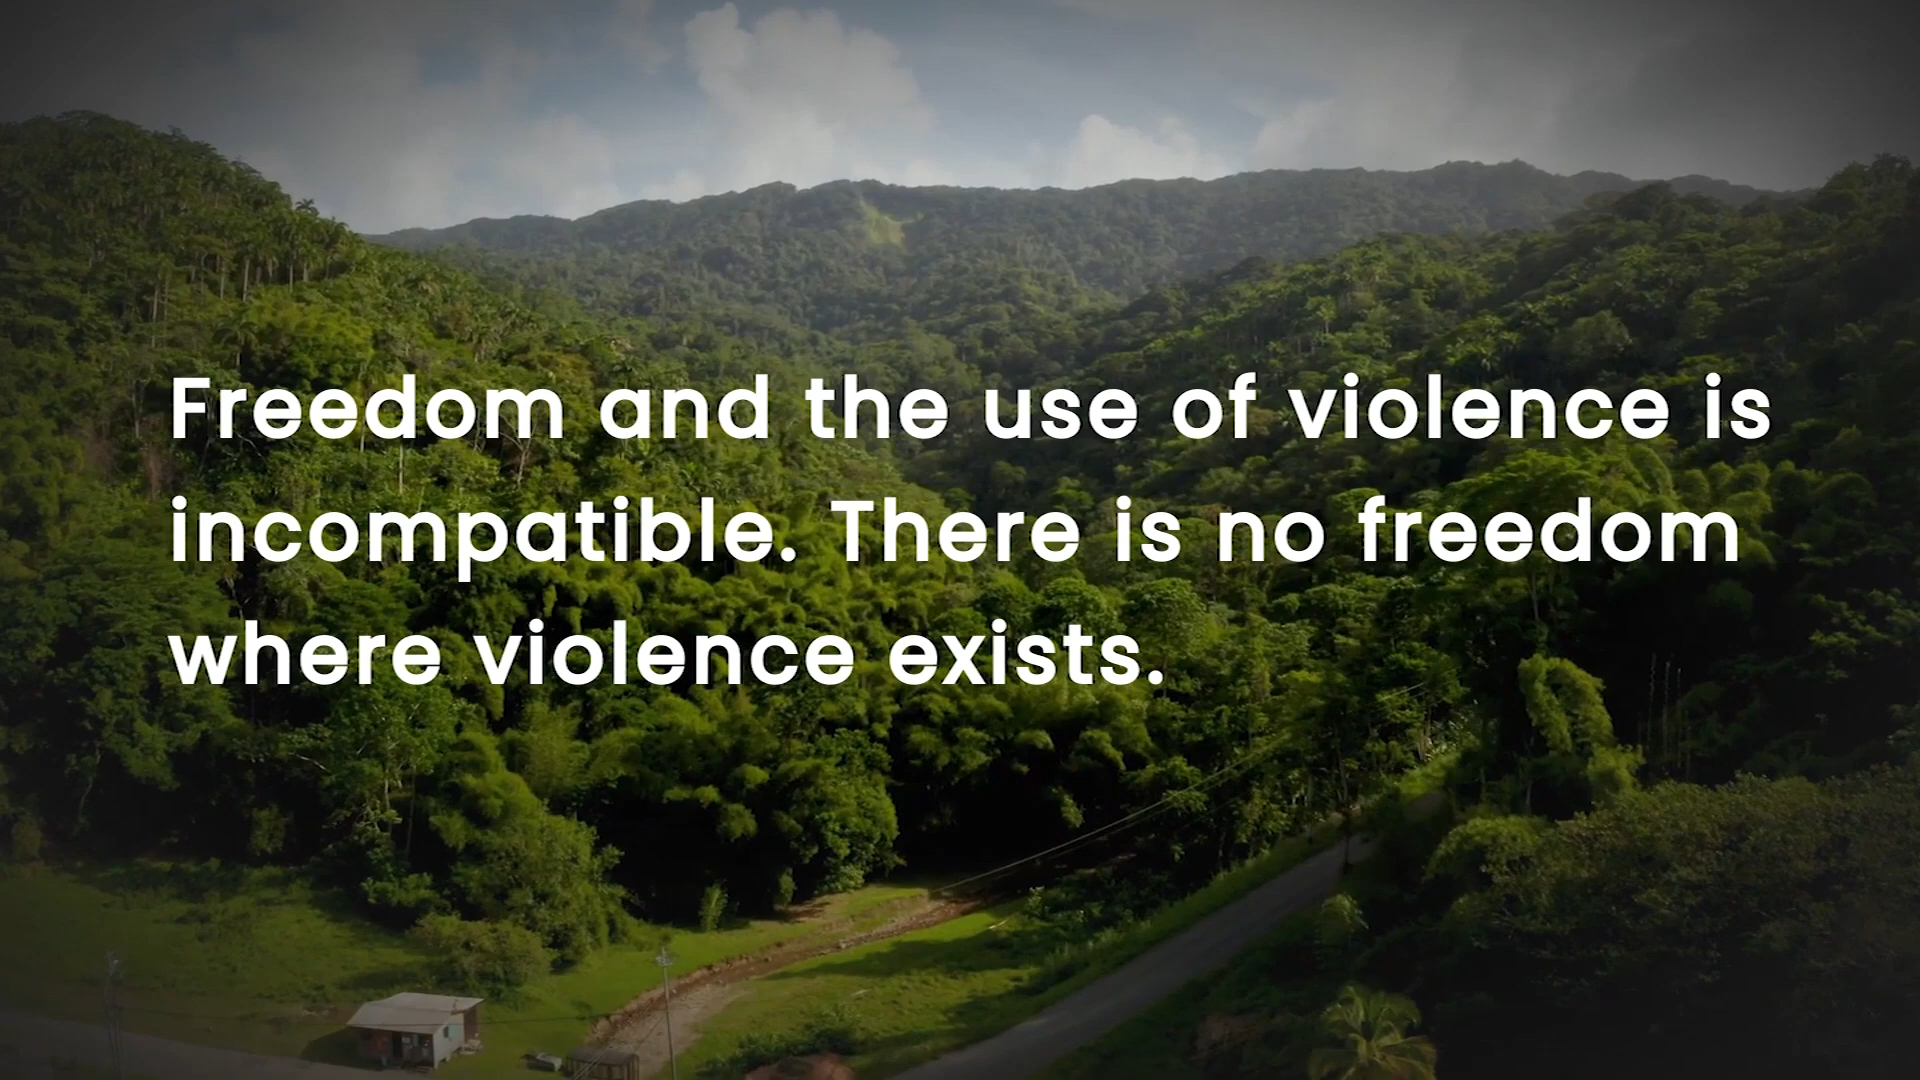 Freedom and the use of violence is
incompatible. There is no freedom
where violence exists.